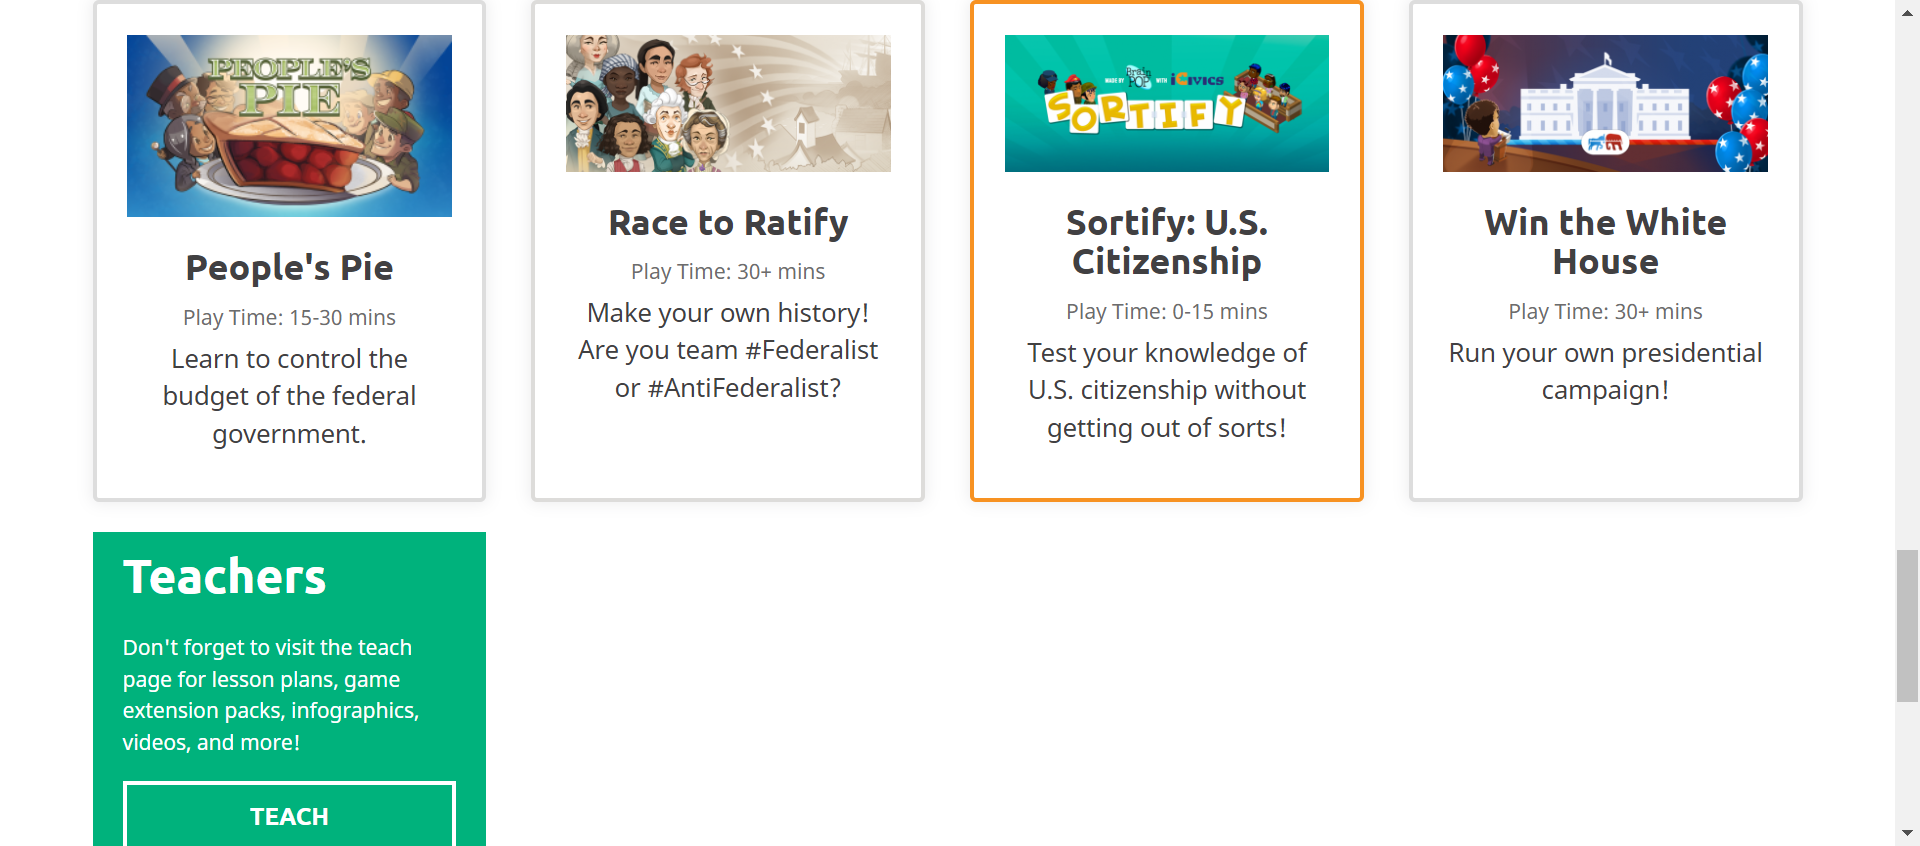 PEOPLE'S
PIE
People's Pie
Play Time: 15-30 mins
Learn to control the
budget of the federal
government.
Race to Ratify
Play Time: 30+ mins
Make your own history!
Are you team #Federalist
or #AntiFederalist?
MADE BY BrainPOP WITH iCivics
SORTIFY
Sortify: U.S.
Citizenship
Play Time: 0-15 mins
Test your knowledge of
U.S. citizenship without
getting out of sorts!
Win the White
House
Play Time: 30+ mins
Run your own presidential
campaign!
Teachers
Don't forget to visit the teach
page for lesson plans, game
extension packs, infographics,
videos, and more!
TEACH